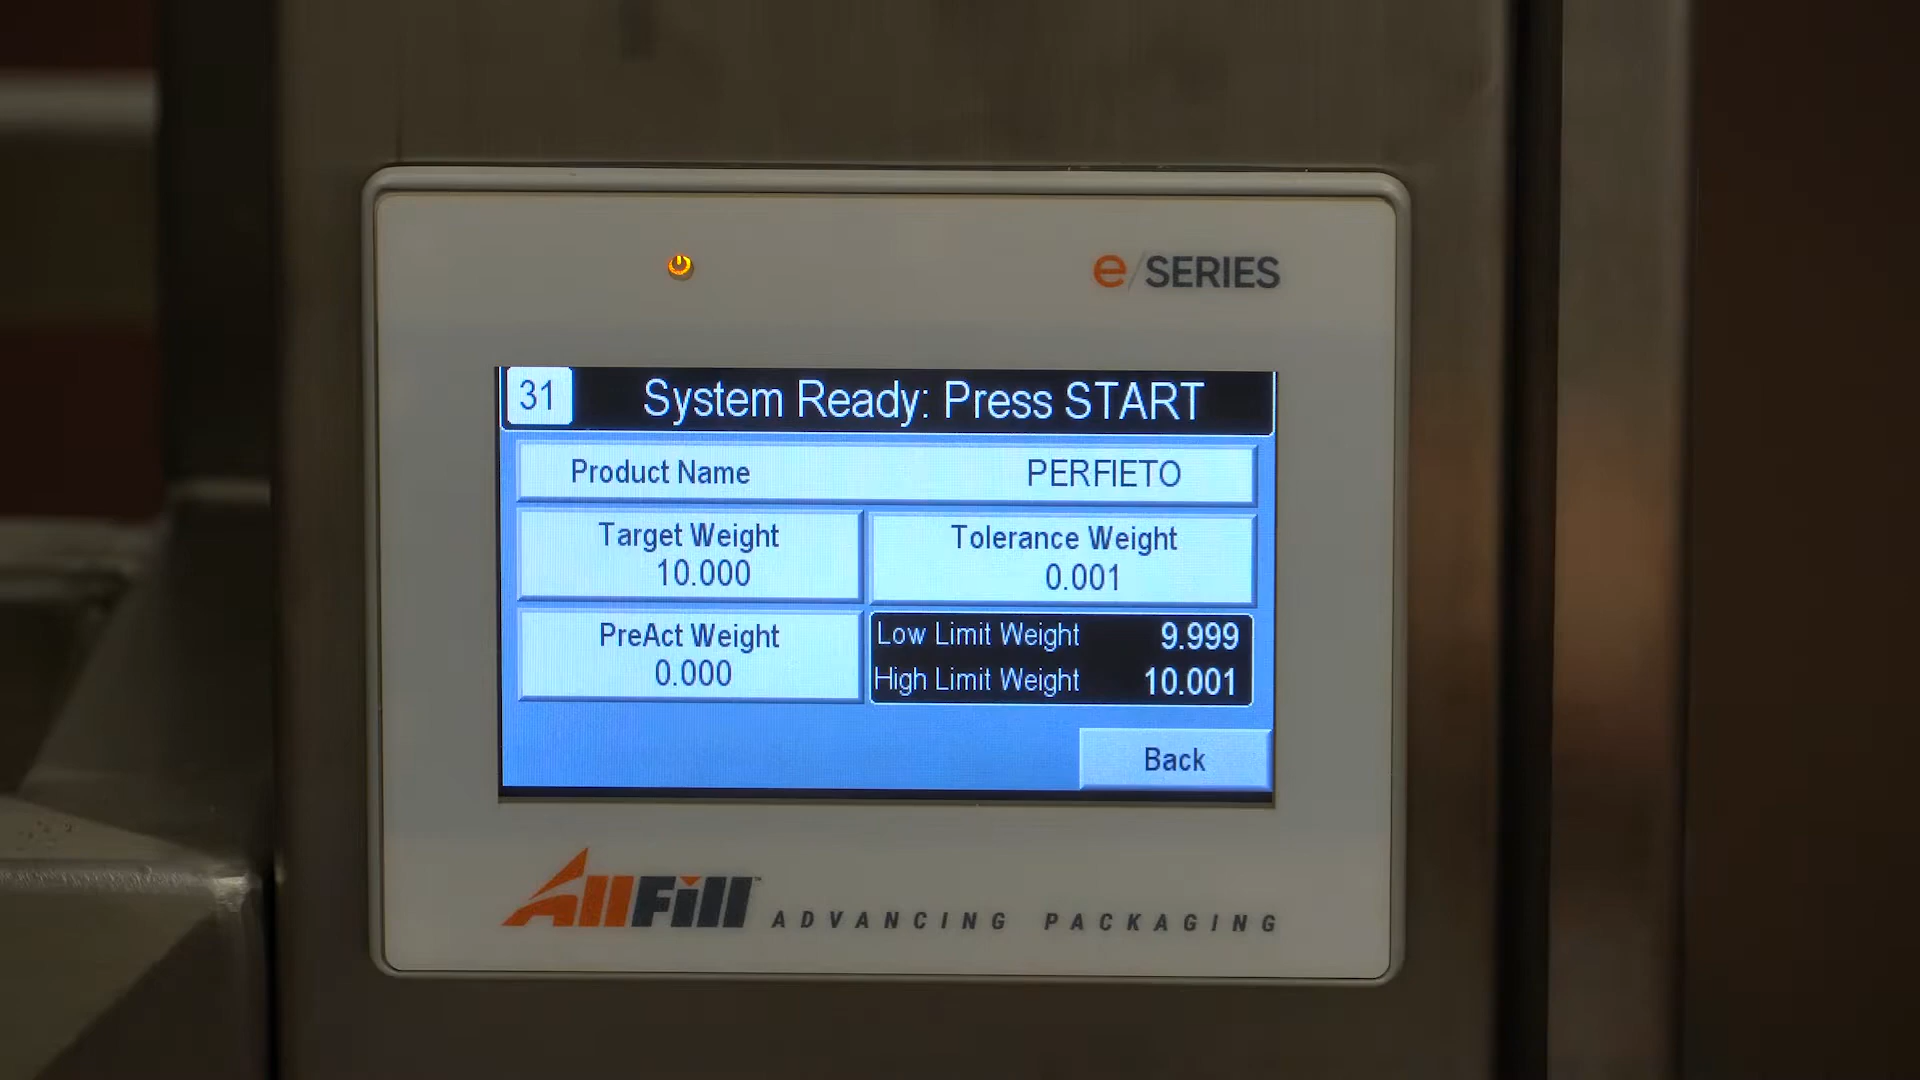 e/SERIES
31 System Ready: Press START
Product Name PERFIETO
Target Weight
10.000
Tolerance Weight
0.001
PreAct Weight
0.000
Low Limit Weight 9.999
High Limit Weight 10.001
Back
AllFill™ ADVANCING PACKAGING